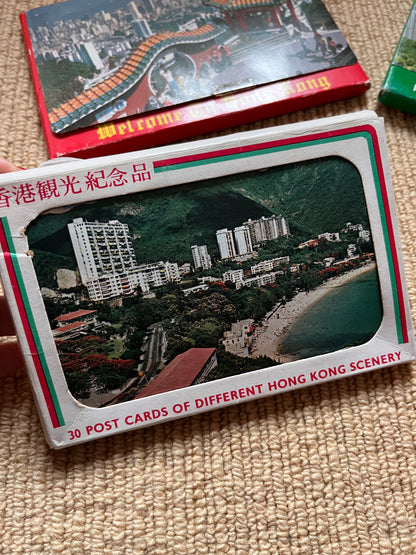 Welcome to Hong Kong
香港観光紀念品
30 POST CARDS OF DIFFERENT HONG KONG SCENERY